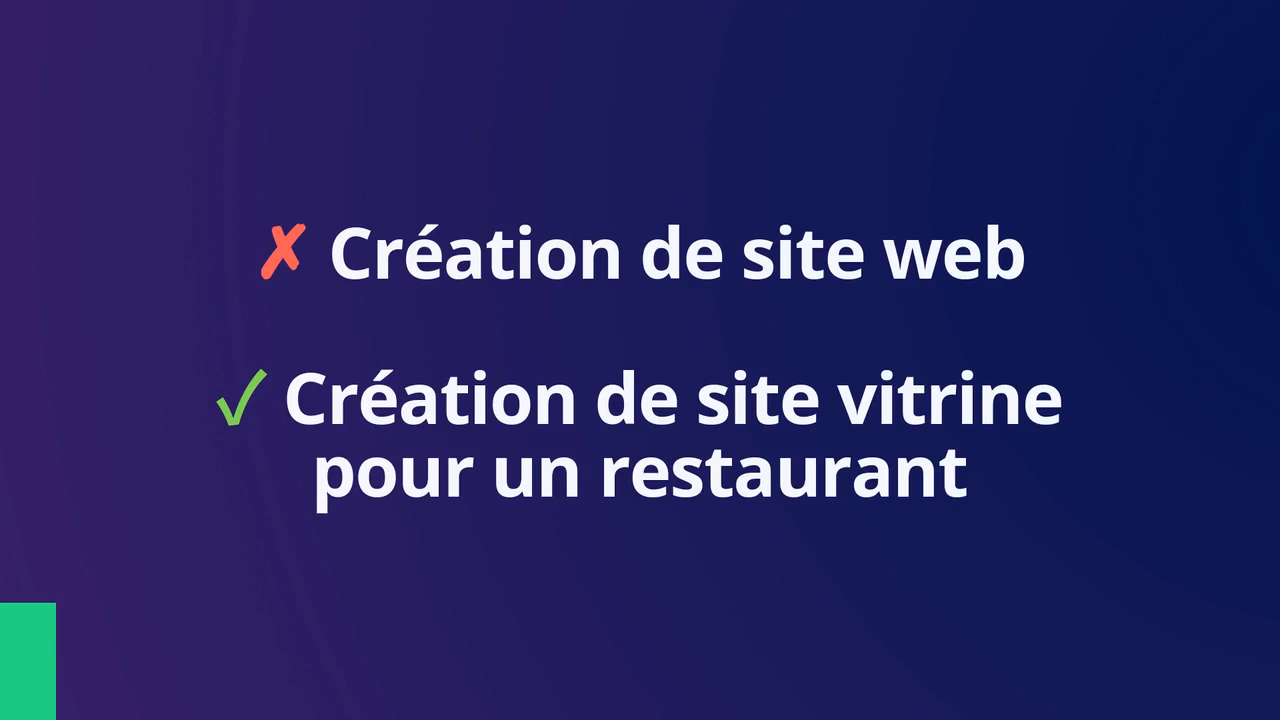 ✗ Création de site web
✓ Création de site vitrine
pour un restaurant